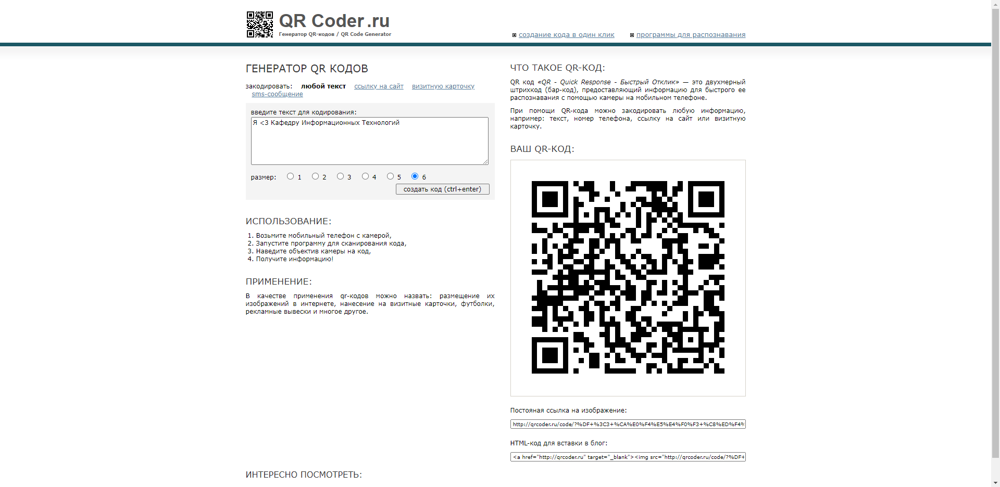 QR Coder.ru
Генератор QR-кодов / QR Code Generator
создание кода в один клик
программы для распознавания
ГЕНЕРАТОР QR КОДОВ
закодировать: любой текст ссылку на сайт визитную карточку
sms-сообщение
введите текст для кодирования:
Я <3 Кафедру Информационных Технологий
размер: 1 2 3 4 5 6
создать код (ctrl+enter)
ИСПОЛЬЗОВАНИЕ:
1. Возьмите мобильный телефон с камерой,
2. Запустите программу для сканирования кода,
3. Наведите объектив камеры на код,
4. Получите информацию!
ПРИМЕНЕНИЕ:
В качестве применения qr-кодов можно назвать: размещение их
изображений в интернете, нанесение на визитные карточки, футболки,
рекламные вывески и многое другое.
ЧТО ТАКОЕ QR-КОД:
QR код «QR - Quick Response - Быстрый Отклик» — это двухмерный
штрихкод (бар-код), предоставляющий информацию для быстрого ее
распознавания с помощью камеры на мобильном телефоне.
При помощи QR-кода можно закодировать любую информацию,
например: текст, номер телефона, ссылку на сайт или визитную
карточку.
ВАШ QR-КОД:
Постояная ссылка на изображение:
http://qrcoder.ru/code/?%DF+%3C3+%CA%E0%F4%E5%E4%F0%F3+%C8%ED%F4%
HTML-код для вставки в блог:
<a href="http://qrcoder.ru" target="_blank"><img src="http://qrcoder.ru/code/?%DF+
ИНТЕРЕСНО ПОСМОТРЕТЬ: